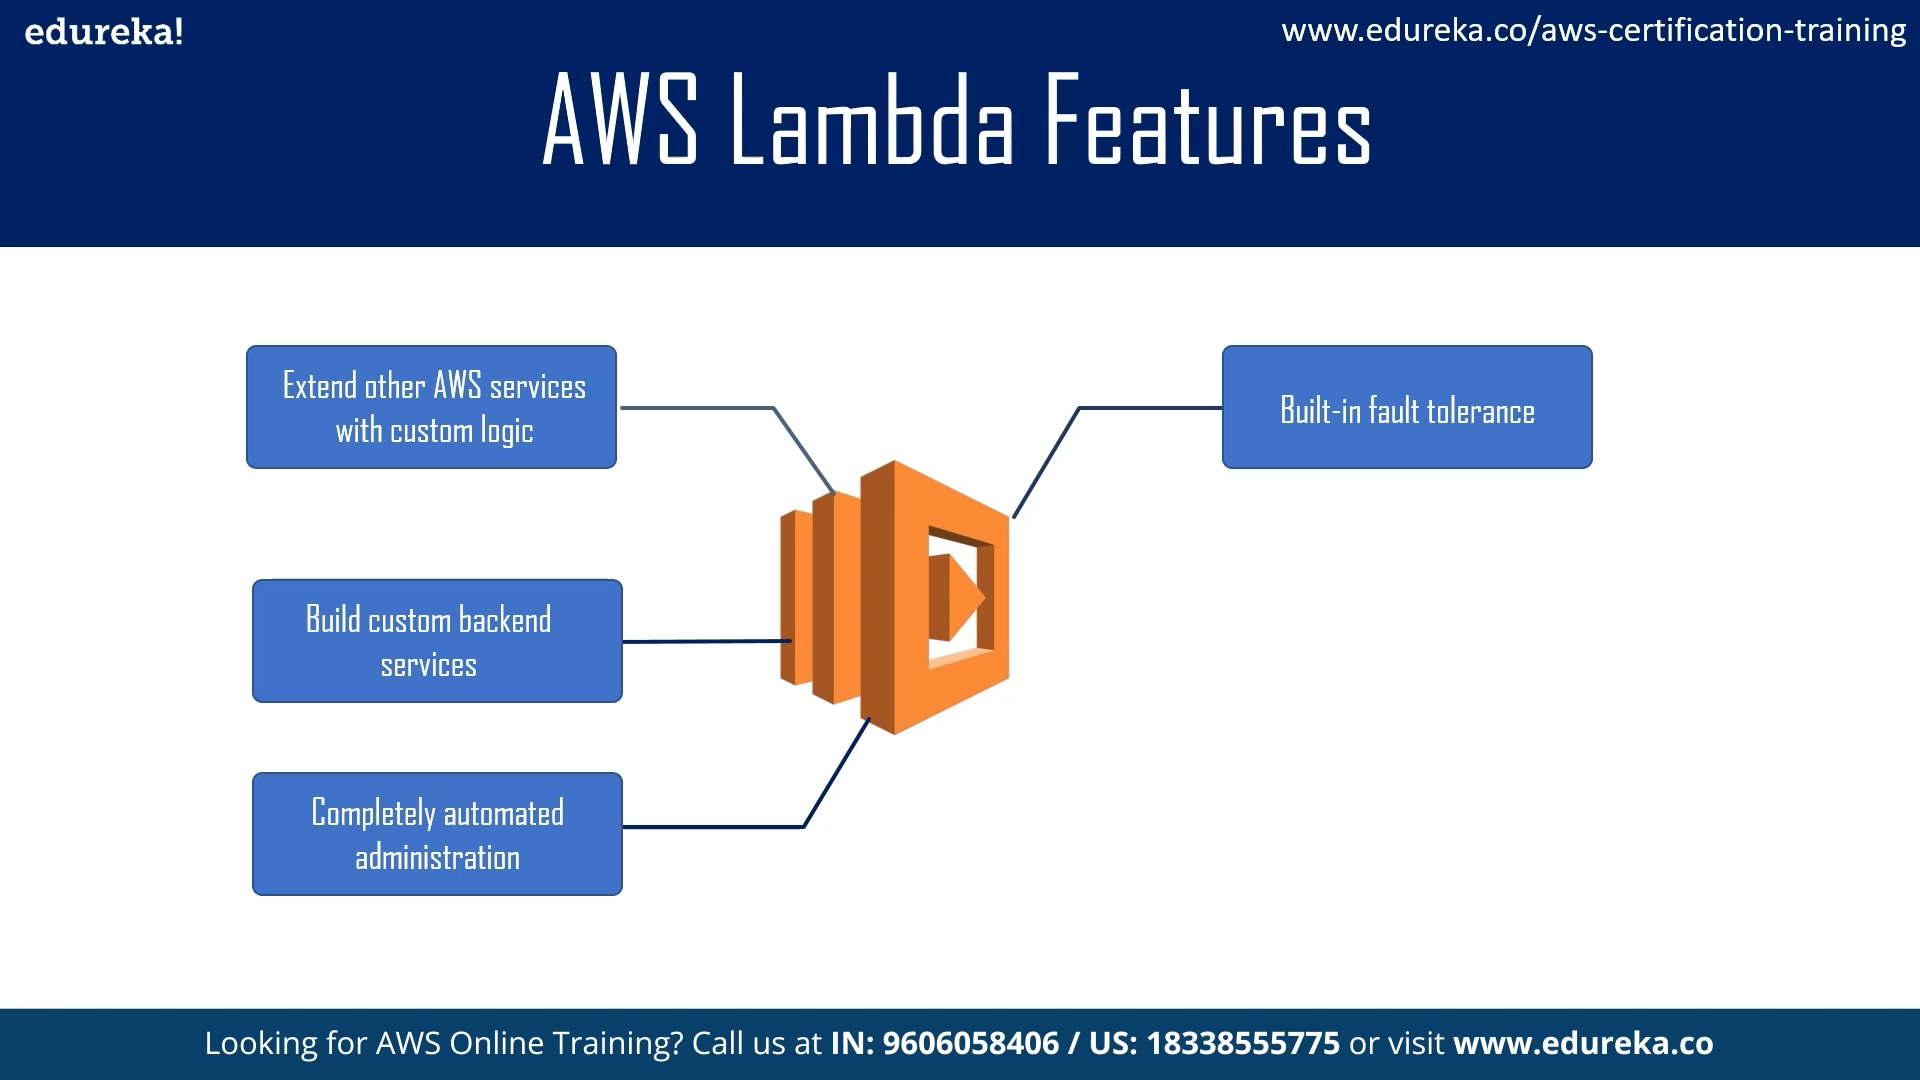 edureka!
www.edureka.co/aws-certification-training
AWS Lambda Features
Extend other AWS services
with custom logic
Built-in fault tolerance
Build custom backend
services
Completely automated
administration
Looking for AWS Online Training? Call us at IN: 9606058406 / US: 18338555775 or visit www.edureka.co